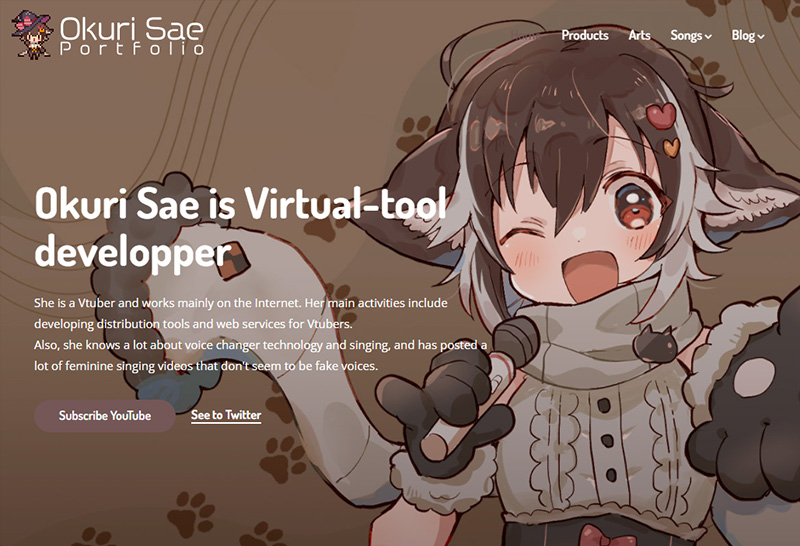 Okuri Sae
Portfolio
Home Products Arts Songs Blog
Okuri Sae is Virtual-tool
developper
She is a Vtuber and works mainly on the Internet. Her main activities include
developing distribution tools and web services for Vtubers.
Also, she knows a lot about voice changer technology and singing, and has posted a
lot of feminine singing videos that don't seem to be fake voices.
Subscribe YouTube See to Twitter